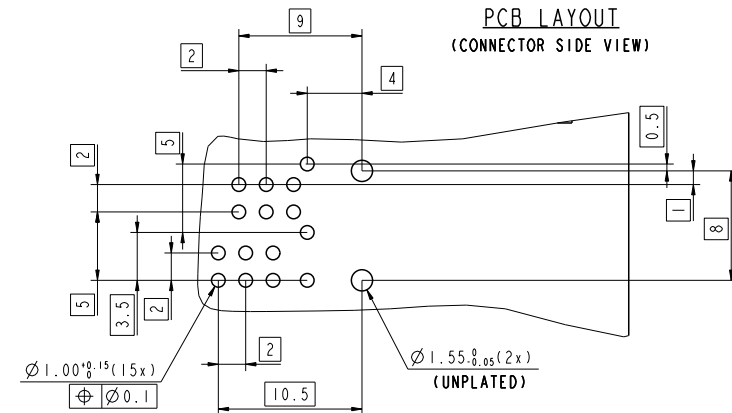 PCB LAYOUT
(CONNECTOR SIDE VIEW)
9
2
4
0.5
5
2
1
8
5
3.5
2
2
10.5
Ø1.00 +0.15 0 (15x)
⌖ Ø0.1
Ø1.55 0 -0.05 (2x)
(UNPLATED)